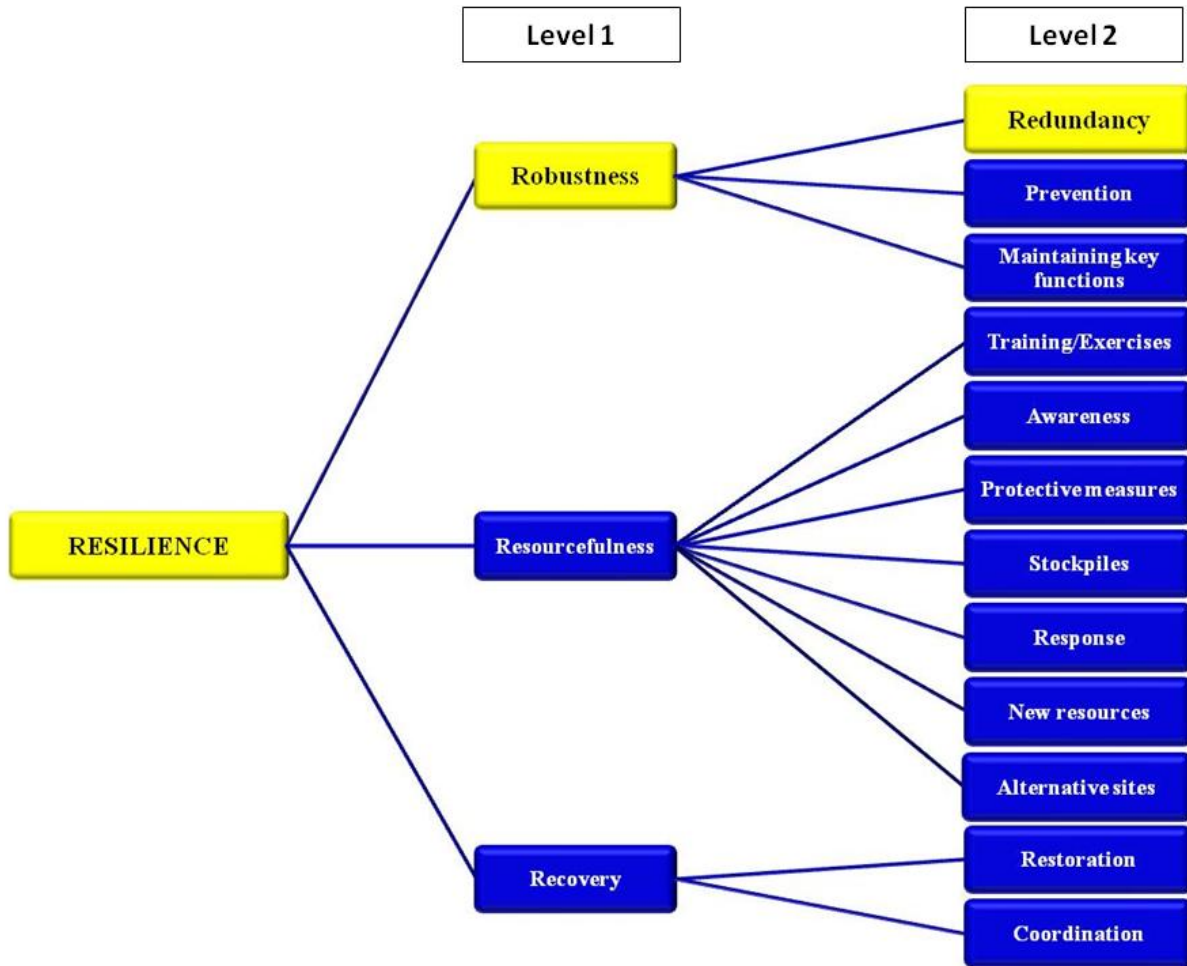 Level 1
Level 2
Redundancy
Robustness
Prevention
Maintaining key
functions
Training/Exercises
Awareness
Protective measures
RESILIENCE
Resourcefulness
Stockpiles
Response
New resources
Alternative sites
Recovery
Restoration
Coordination